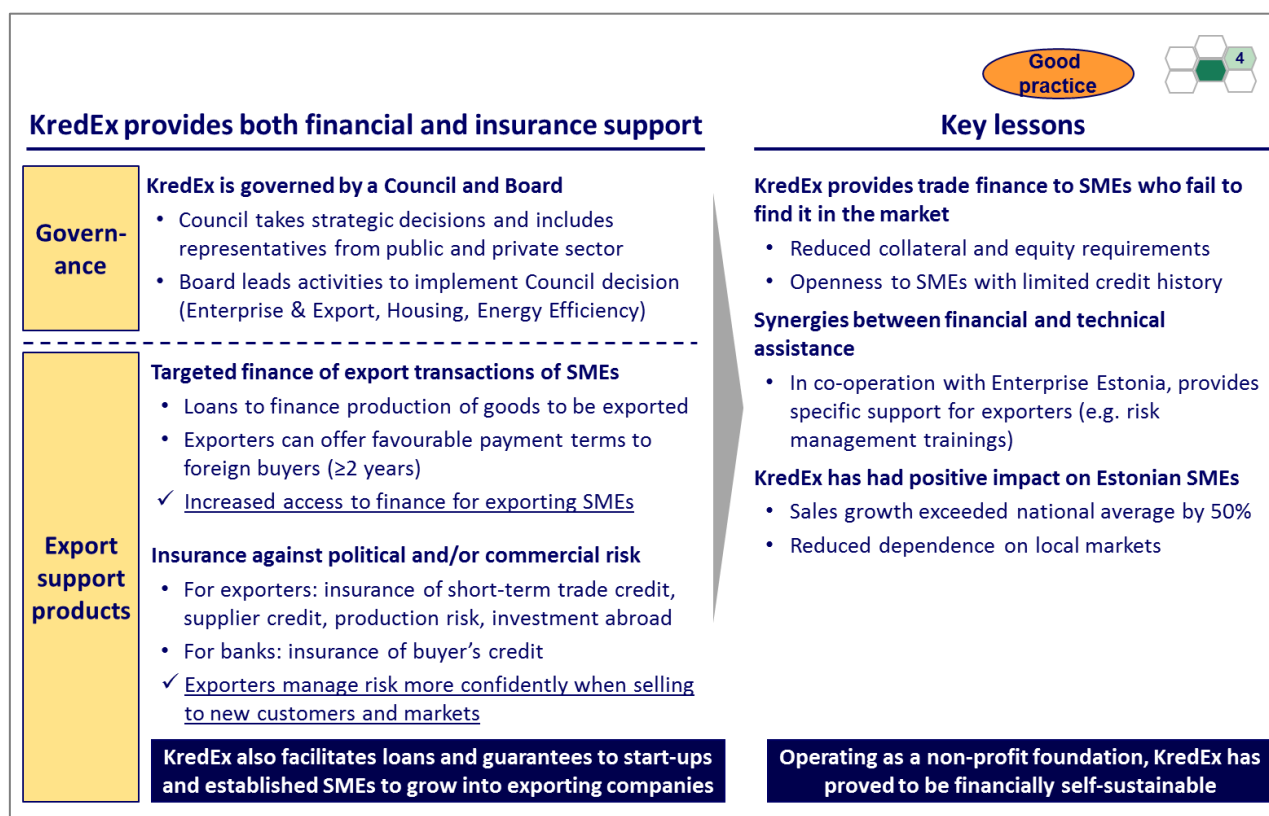 Good
practice
4
KredEx provides both financial and insurance support
Key lessons
Govern-
ance
KredEx is governed by a Council and Board
• Council takes strategic decisions and includes
representatives from public and private sector
• Board leads activities to implement Council decision
(Enterprise & Export, Housing, Energy Efficiency)
Export
support
products
Targeted finance of export transactions of SMEs
• Loans to finance production of goods to be exported
• Exporters can offer favourable payment terms to
foreign buyers (≥2 years)
✓ Increased access to finance for exporting SMEs
Insurance against political and/or commercial risk
• For exporters: insurance of short-term trade credit,
supplier credit, production risk, investment abroad
• For banks: insurance of buyer’s credit
✓ Exporters manage risk more confidently when selling
to new customers and markets
KredEx also facilitates loans and guarantees to start-ups
and established SMEs to grow into exporting companies
KredEx provides trade finance to SMEs who fail to
find it in the market
• Reduced collateral and equity requirements
• Openness to SMEs with limited credit history
Synergies between financial and technical
assistance
• In co-operation with Enterprise Estonia, provides
specific support for exporters (e.g. risk
management trainings)
KredEx has had positive impact on Estonian SMEs
• Sales growth exceeded national average by 50%
• Reduced dependence on local markets
Operating as a non-profit foundation, KredEx has
proved to be financially self-sustainable